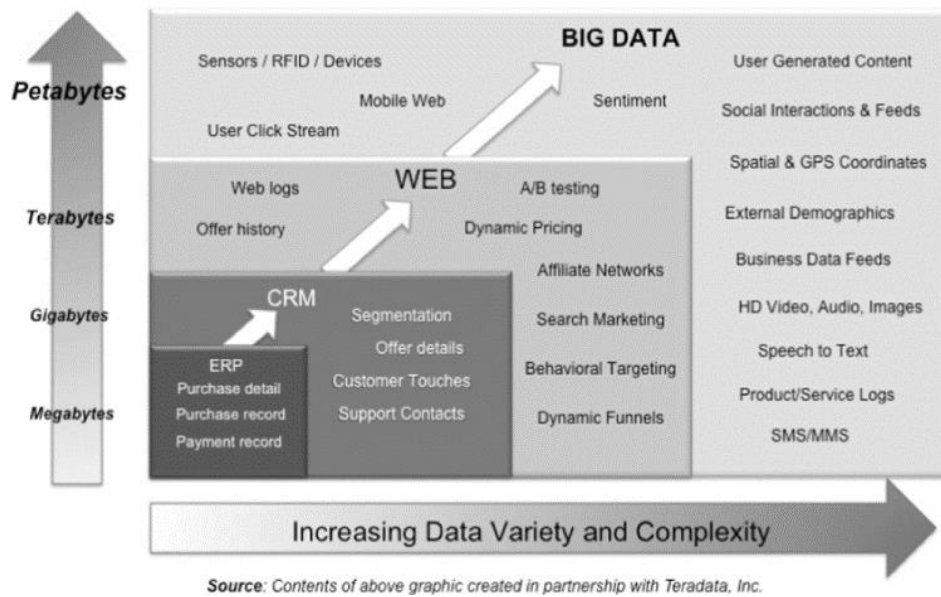 BIG DATA
Sensors / RFID / Devices
Mobile Web
Sentiment
User Click Stream
User Generated Content
Social Interactions & Feeds
Spatial & GPS Coordinates
External Demographics
Business Data Feeds
HD Video, Audio, Images
Speech to Text
Product/Service Logs
SMS/MMS
Petabytes
Terabytes
Gigabytes
Megabytes
WEB
Web logs
A/B testing
Offer history
Dynamic Pricing
Affiliate Networks
Search Marketing
Behavioral Targeting
Dynamic Funnels
CRM
Segmentation
Offer details
Customer Touches
Support Contacts
ERP
Purchase detail
Purchase record
Payment record
Increasing Data Variety and Complexity
Source: Contents of above graphic created in partnership with Teradata, Inc.